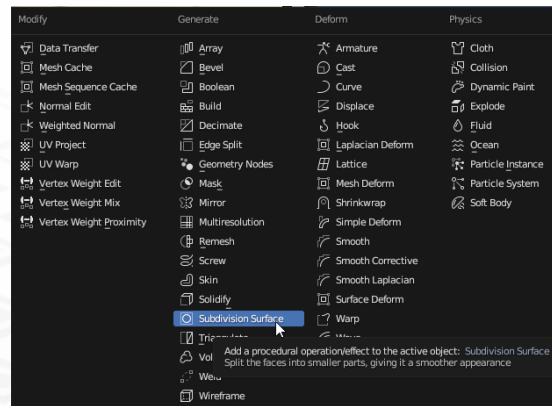 Modify
Data Transfer
Mesh Cache
Mesh Sequence Cache
Normal Edit
Weighted Normal
UV Project
UV Warp
Vertex Weight Edit
Vertex Weight Mix
Vertex Weight Proximity
Generate
Array
Bevel
Boolean
Build
Decimate
Edge Split
Geometry Nodes
Mask
Mirror
Multiresolution
Remesh
Screw
Skin
Solidify
Subdivision Surface
Vol
Wireframe
Deform
Armature
Cast
Curve
Displace
Hook
Laplacian Deform
Lattice
Mesh Deform
Shrinkwrap
Simple Deform
Smooth
Smooth Corrective
Smooth Laplacian
Surface Deform
Warp
Physics
Cloth
Collision
Dynamic Paint
Explode
Fluid
Ocean
Particle Instance
Particle System
Soft Body
Add a procedural operation/effect to the active object: Subdivision Surface
Split the faces into smaller parts, giving it a smoother appearance